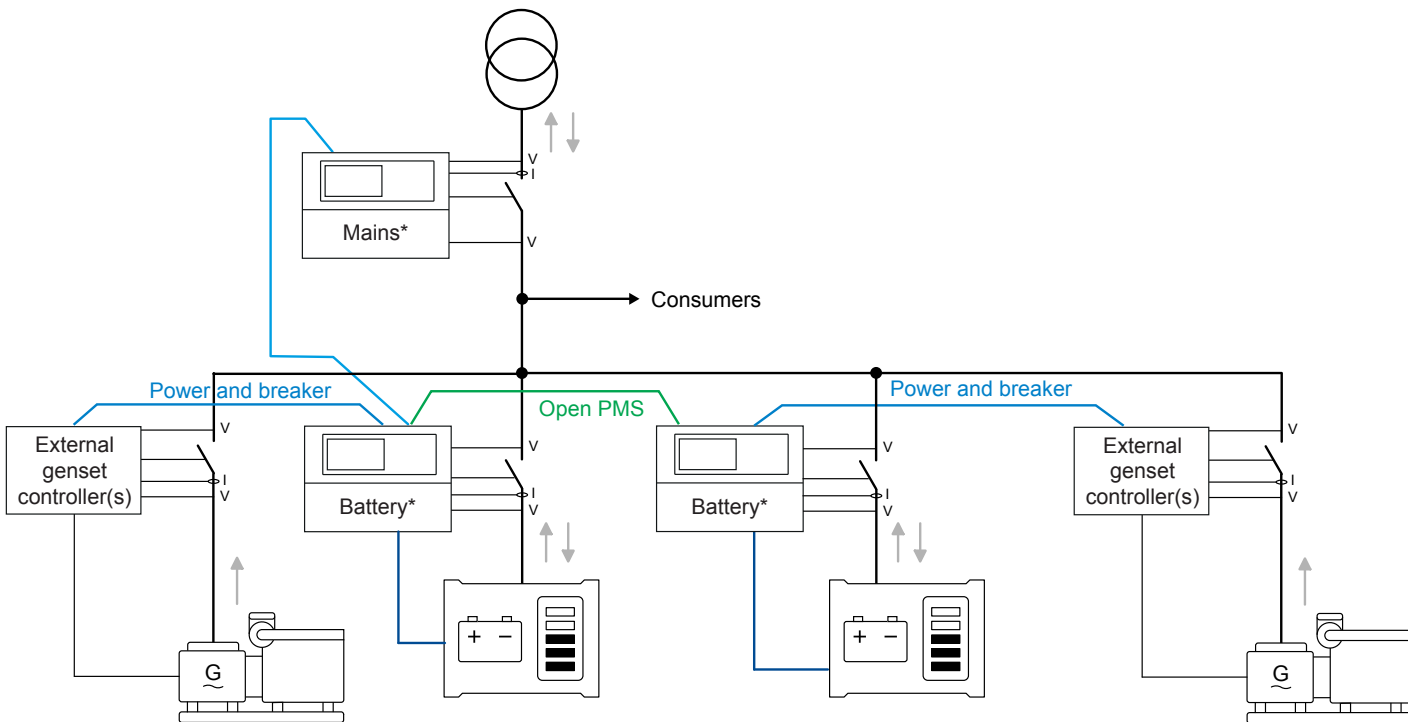 V
I
Mains*
V
Consumers
Power and breaker
Open PMS
Power and breaker
External
genset
controller(s)
V
I
V
Battery*
V
I
V
Battery*
V
I
V
External
genset
controller(s)
V
I
V
+ −
+ −
G
~
G
~